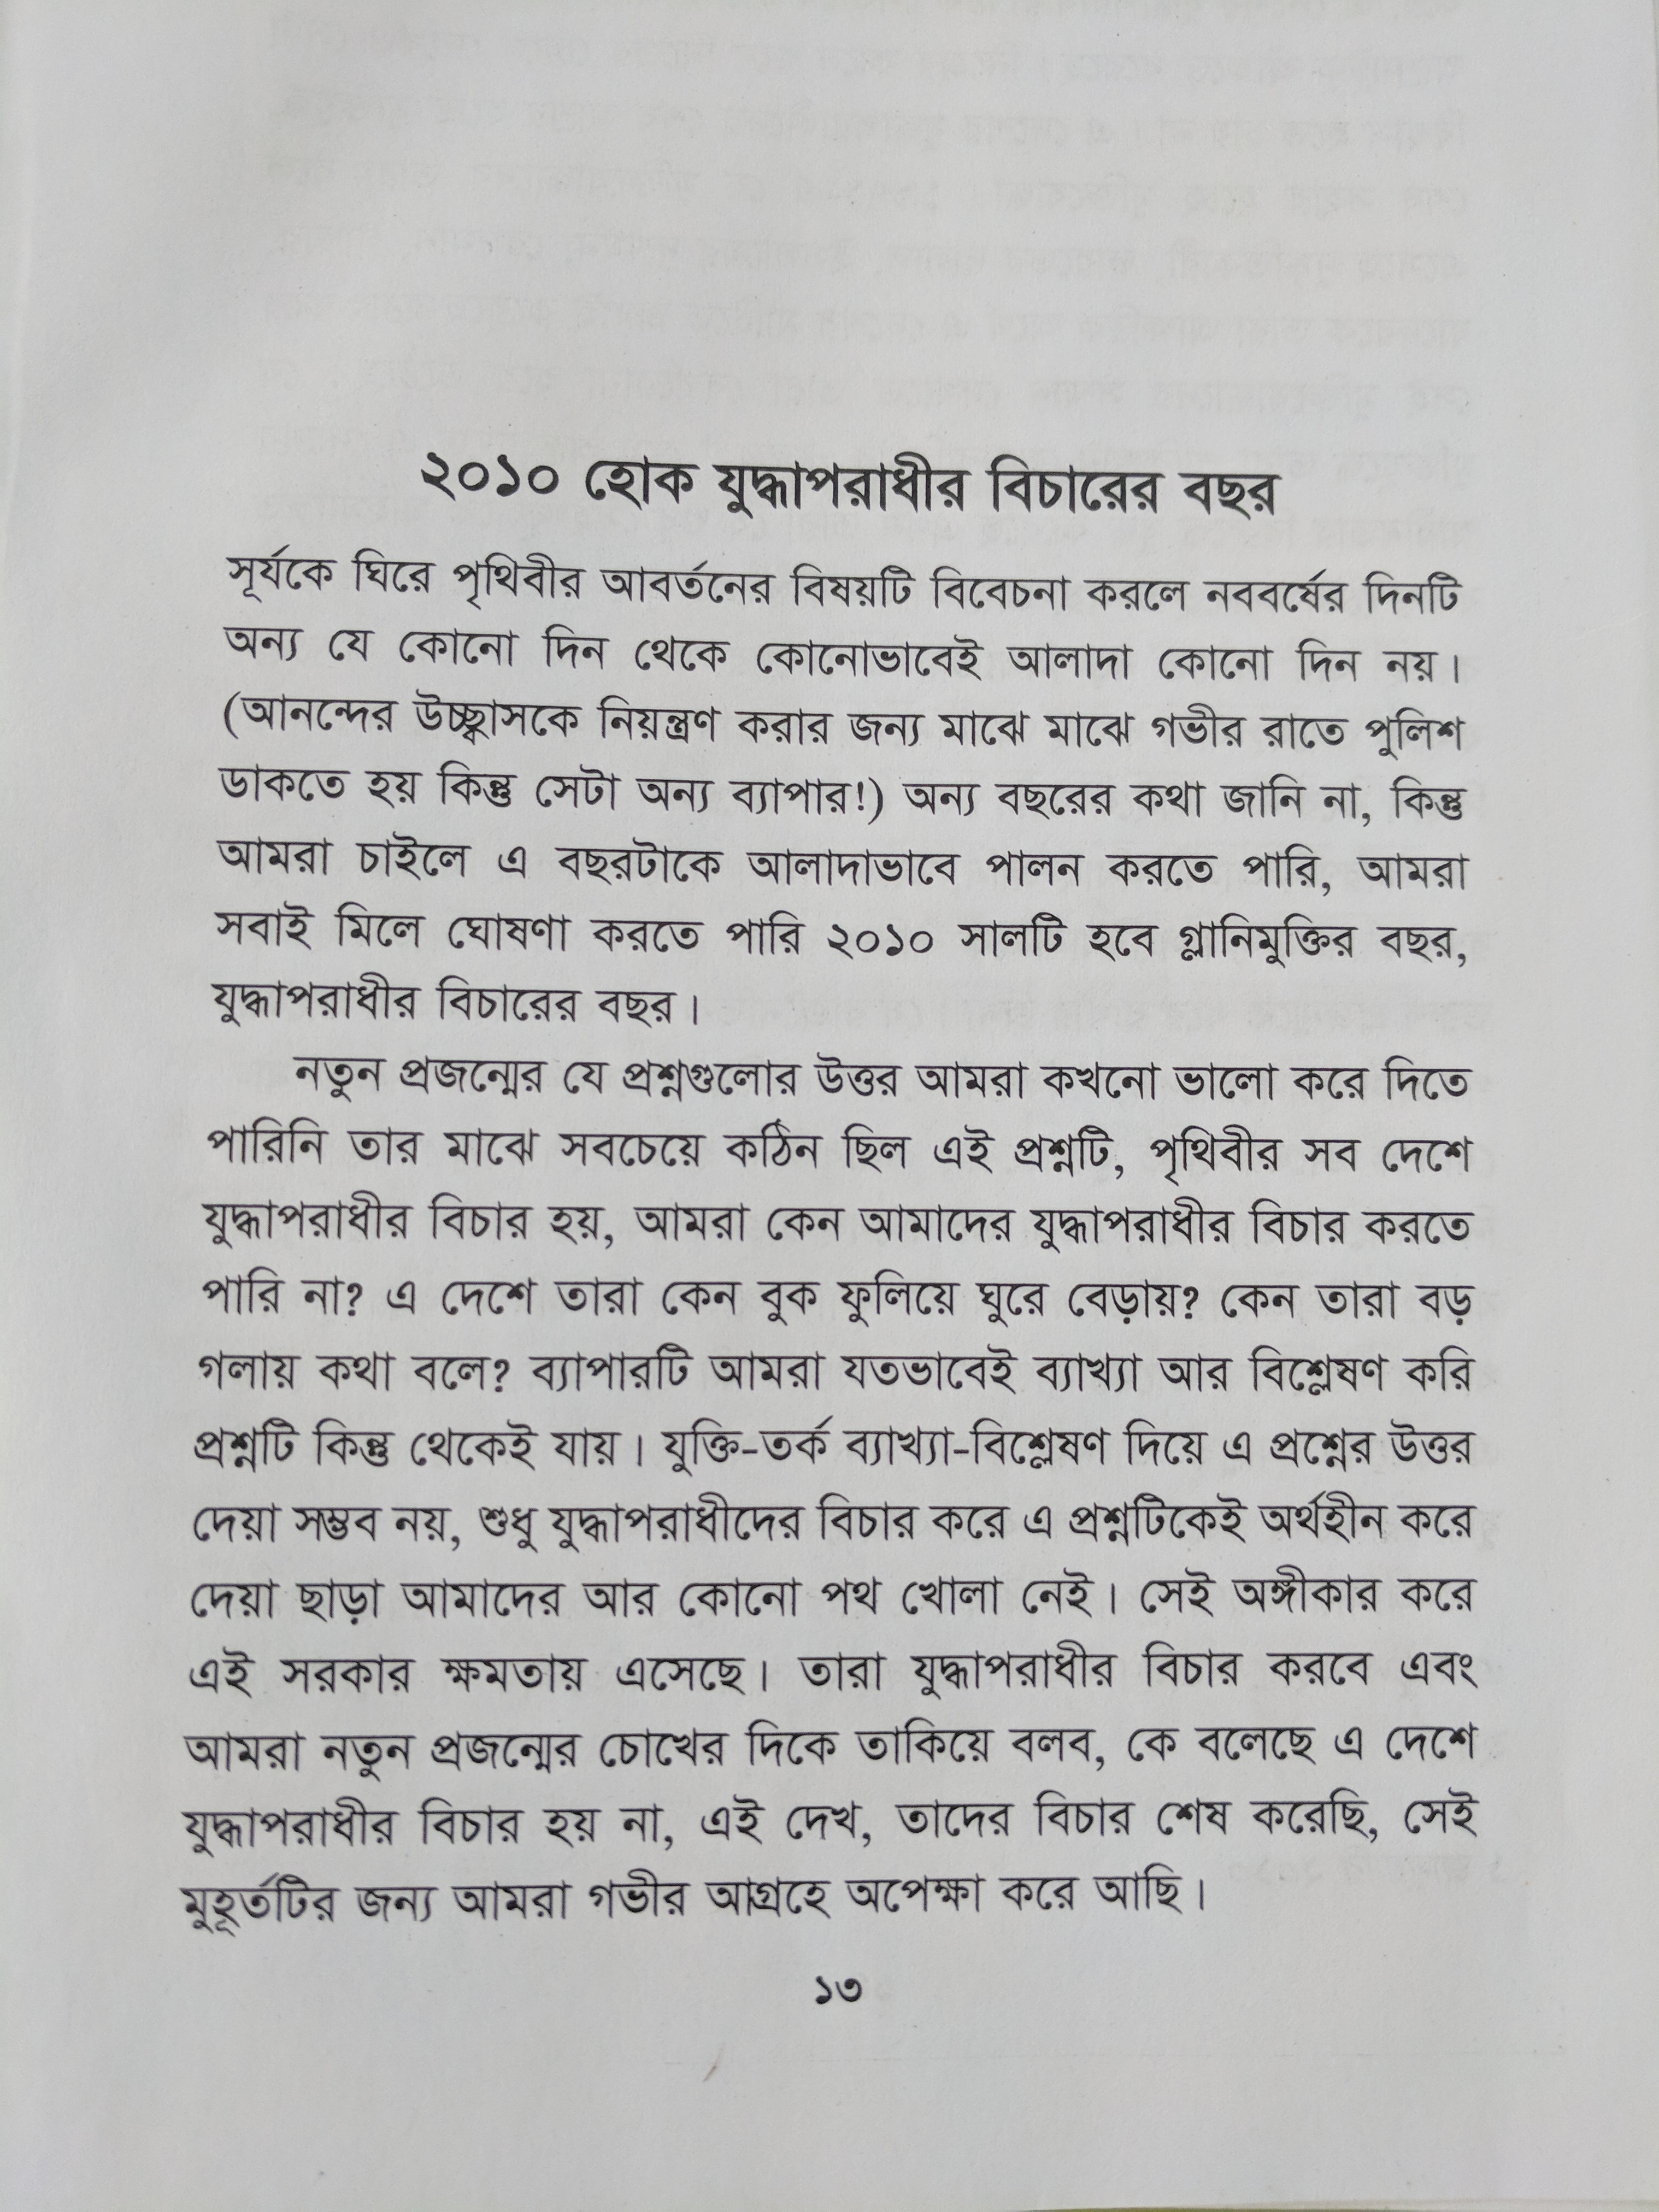 ২০১০ হোক যুদ্ধাপরাধীর বিচারের বছর
সূর্যকে ঘিরে পৃথিবীর আবর্তনের বিষয়টি বিবেচনা করলে নববর্ষের দিনটি
অন্য যে কোনো দিন থেকে কোনোভাবেই আলাদা কোনো দিন নয়।
(আনন্দের উচ্ছ্বাসকে নিয়ন্ত্রণ করার জন্য মাঝে মাঝে গভীর রাতে পুলিশ
ডাকতে হয় কিন্তু সেটা অন্য ব্যাপার!) অন্য বছরের কথা জানি না, কিন্তু
আমরা চাইলে এ বছরটাকে আলাদাভাবে পালন করতে পারি, আমরা
সবাই মিলে ঘোষণা করতে পারি ২০১০ সালটি হবে গ্লানিমুক্তির বছর,
যুদ্ধাপরাধীর বিচারের বছর।
নতুন প্রজন্মের যে প্রশ্নগুলোর উত্তর আমরা কখনো ভালো করে দিতে
পারিনি তার মাঝে সবচেয়ে কঠিন ছিল এই প্রশ্নটি, পৃথিবীর সব দেশে
যুদ্ধাপরাধীর বিচার হয়, আমরা কেন আমাদের যুদ্ধাপরাধীর বিচার করতে
পারি না? এ দেশে তারা কেন বুক ফুলিয়ে ঘুরে বেড়ায়? কেন তারা বড়
গলায় কথা বলে? ব্যাপারটি আমরা যতভাবেই ব্যাখ্যা আর বিশ্লেষণ করি
প্রশ্নটি কিন্তু থেকেই যায়। যুক্তি-তর্ক ব্যাখ্যা-বিশ্লেষণ দিয়ে এ প্রশ্নের উত্তর
দেয়া সম্ভব নয়, শুধু যুদ্ধাপরাধীদের বিচার করে এ প্রশ্নটিকেই অর্থহীন করে
দেয়া ছাড়া আমাদের আর কোনো পথ খোলা নেই। সেই অঙ্গীকার করে
এই সরকার ক্ষমতায় এসেছে। তারা যুদ্ধাপরাধীর বিচার করবে এবং
আমরা নতুন প্রজন্মের চোখের দিকে তাকিয়ে বলব, কে বলেছে এ দেশে
যুদ্ধাপরাধীর বিচার হয় না, এই দেখ, তাদের বিচার শেষ করেছি, সেই
মুহূর্তটির জন্য আমরা গভীর আগ্রহে অপেক্ষা করে আছি।
১৩